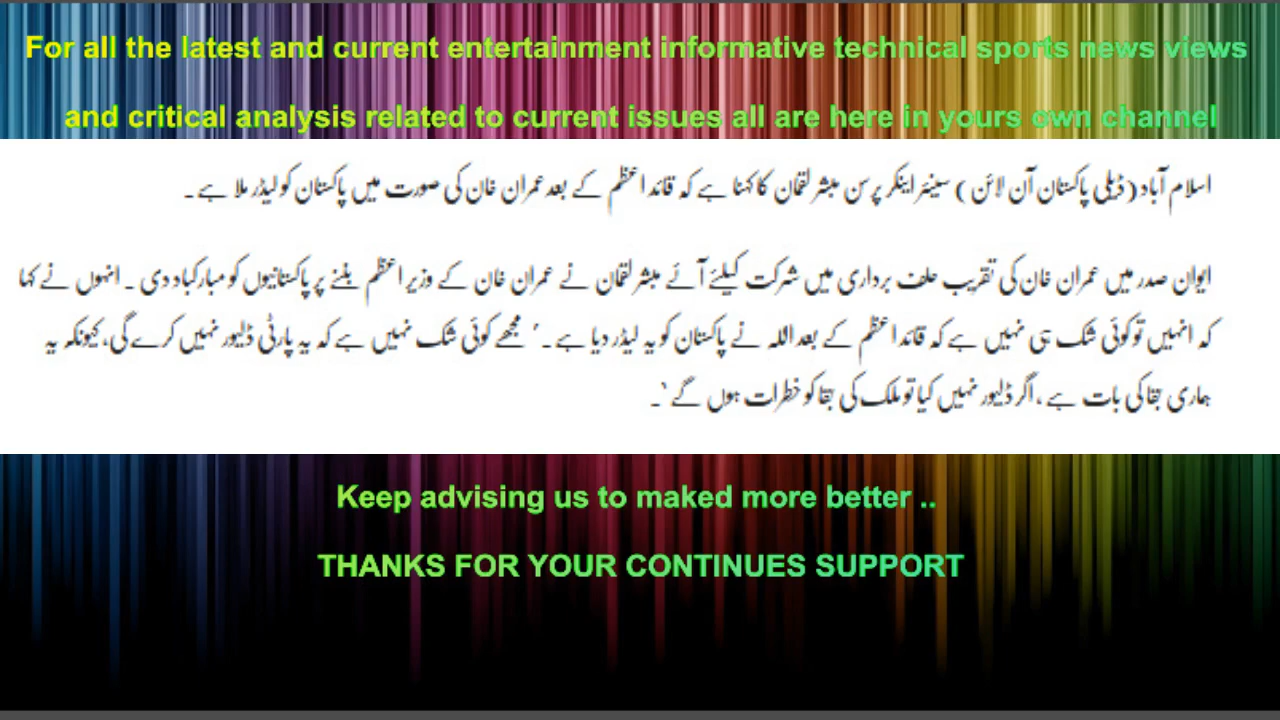 For all the latest and current entertainment informative technical sports news views
and critical analysis related to current issues all are here in yours own channel
اسلام آباد (ڈیلی پاکستان آن لائن ) سینئر اینکر پرسن مبشر لقمان کا کہنا ہے کہ قائد اعظم کے بعد عمران خان کی صورت میں پاکستان کو لیڈر ملا ہے ۔
ایوان صدر میں عمران خان کی تقریب حلف برداری میں شرکت کیلئے آئے مبشر لقمان نے عمران خان کے وزیر اعظم بننے پر پاکستانیوں کو مبارکباد دی ۔ انہوں نے کہا
کہ انہیں تو کوئی شک ہی نہیں ہے کہ قائد اعظم کے بعد اللہ نے پاکستان کو یہ لیڈر دیا ہے ۔ ’ مجھے کوئی شک نہیں ہے کہ یہ پارٹی ڈلیور نہیں کرے گی، کیونکہ یہ
ہماری بقا کی بات ہے ، اگر ڈلیور نہیں کیا تو ملک کی بقا کو خطرات ہوں گے ‘۔
Keep advising us to maked more better ..
THANKS FOR YOUR CONTINUES SUPPORT